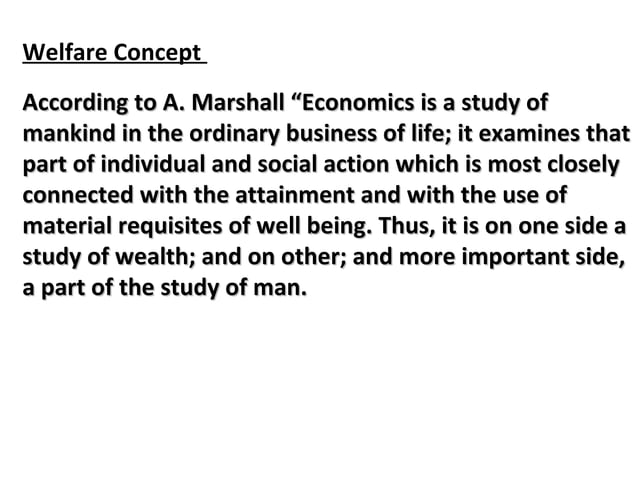 Welfare Concept
According to A. Marshall “Economics is a study of
mankind in the ordinary business of life; it examines that
part of individual and social action which is most closely
connected with the attainment and with the use of
material requisites of well being. Thus, it is on one side a
study of wealth; and on other; and more important side,
a part of the study of man.